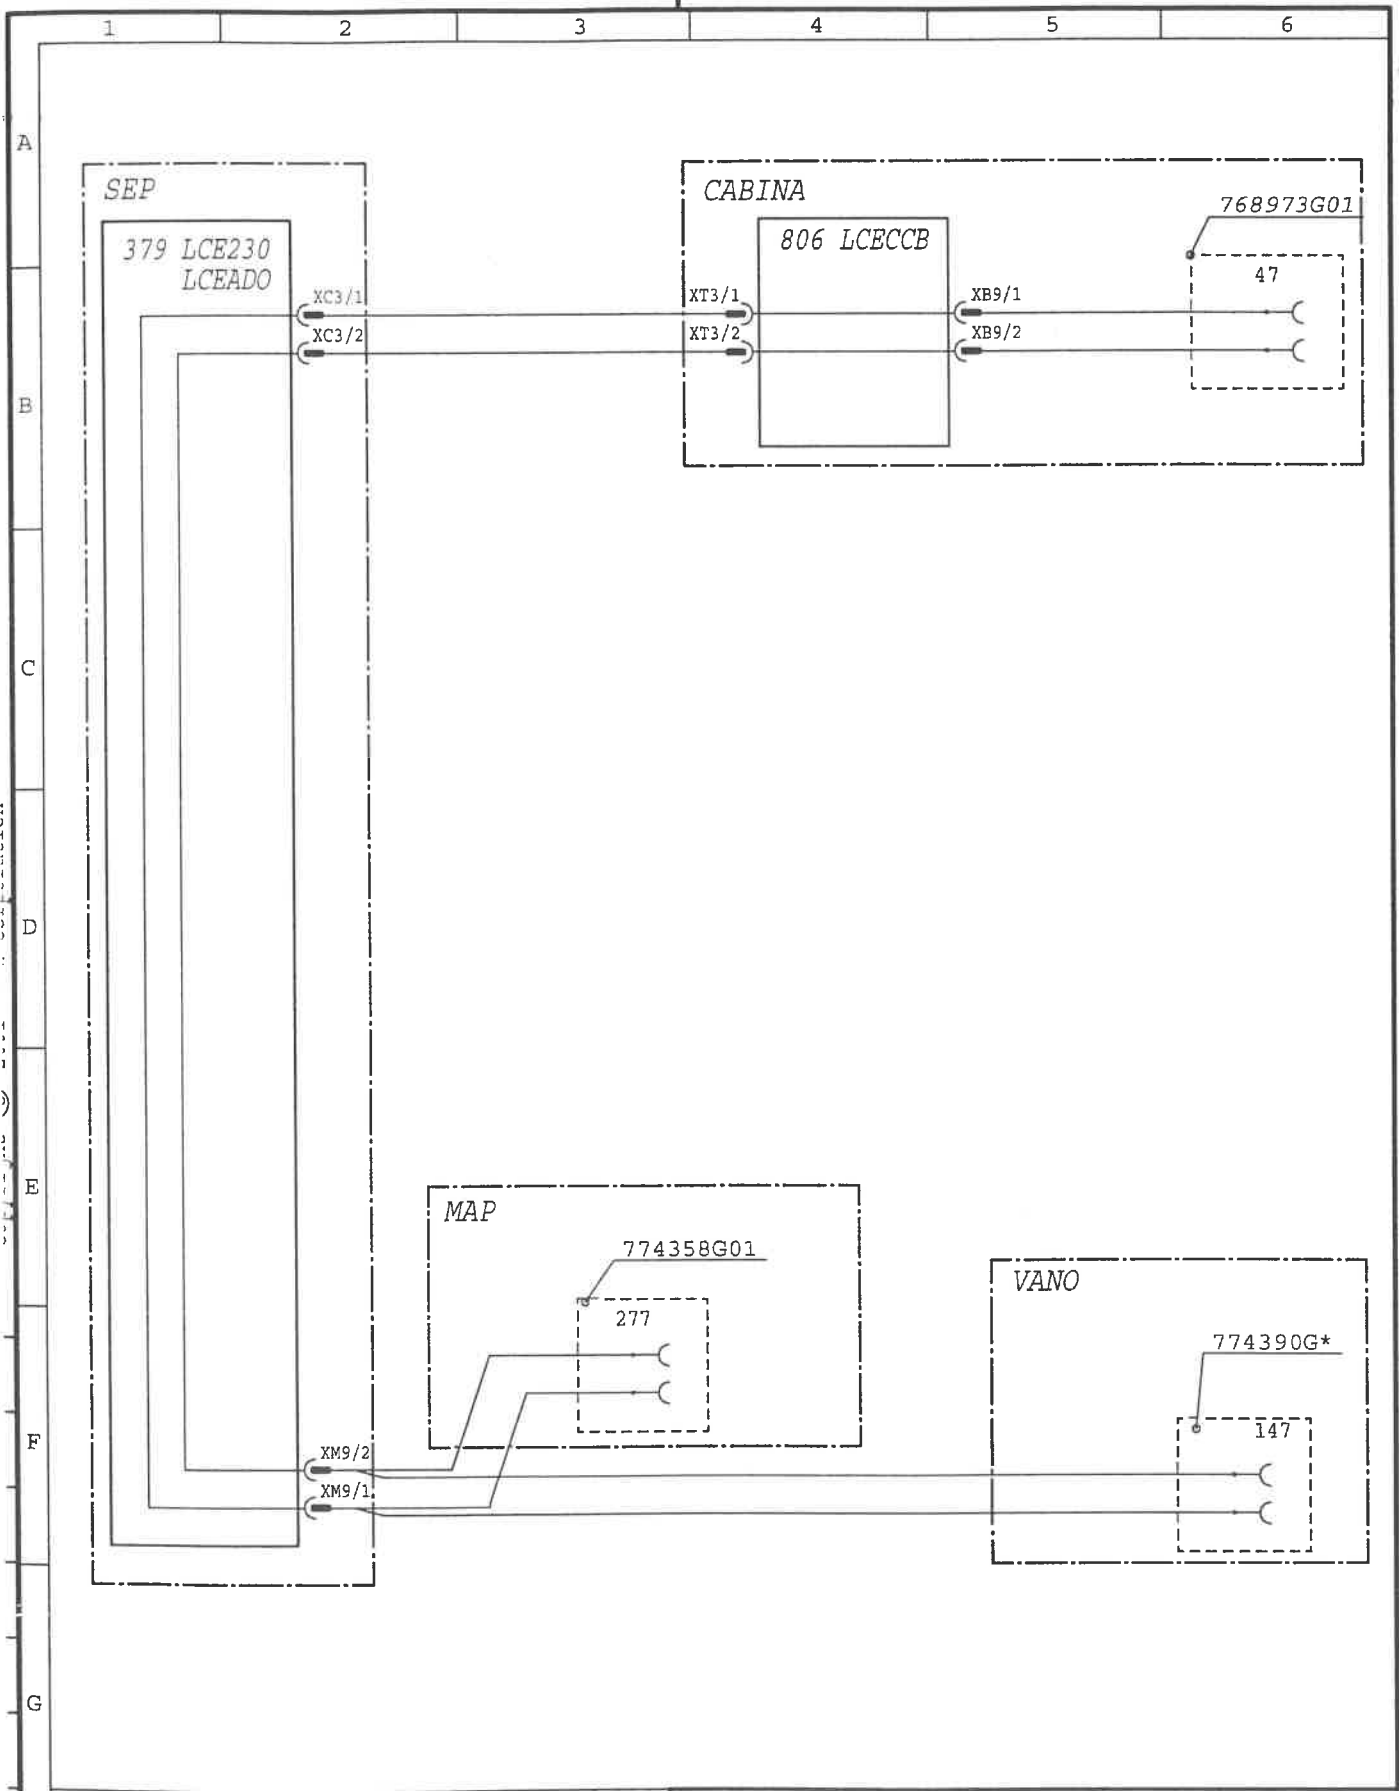 1 2 3 4 5 6
A
SEP
CABINA
768973G01
379 LCE230
LCEADO
806 LCECCB
47
XC3/1
XT3/1
XB9/1
XC3/2
XT3/2
XB9/2
B
C
D
E
MAP
774358G01
VANO
277
774390G*
F
147
XM9/2
XM9/1
G